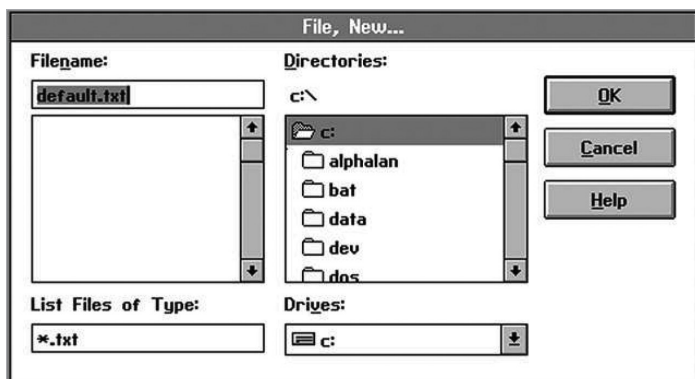 File, New...
Filename:
default.txt
Directories:
c:\
c:
alphalan
bat
data
dev
dos
OK
Cancel
Help
List Files of Type:
*.txt
Drives:
c: